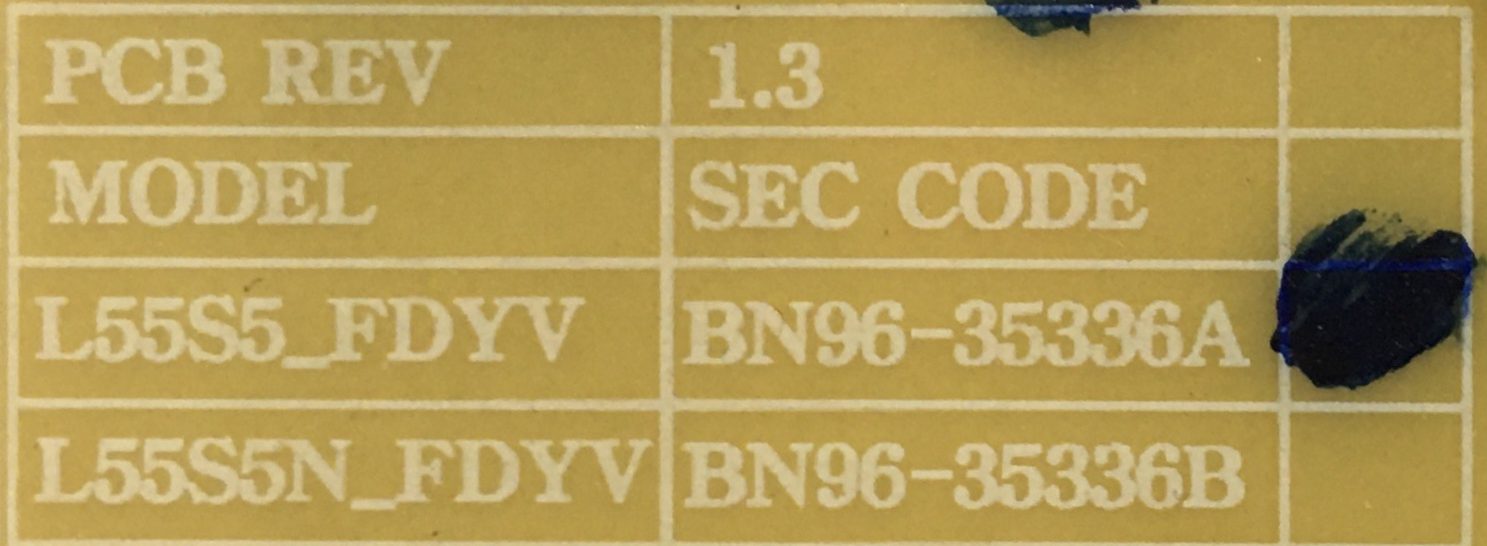 PCB REV 1.3
MODEL SEC CODE
L55S5_FDYV BN96-35336A
L55S5N_FDYV BN96-35336B